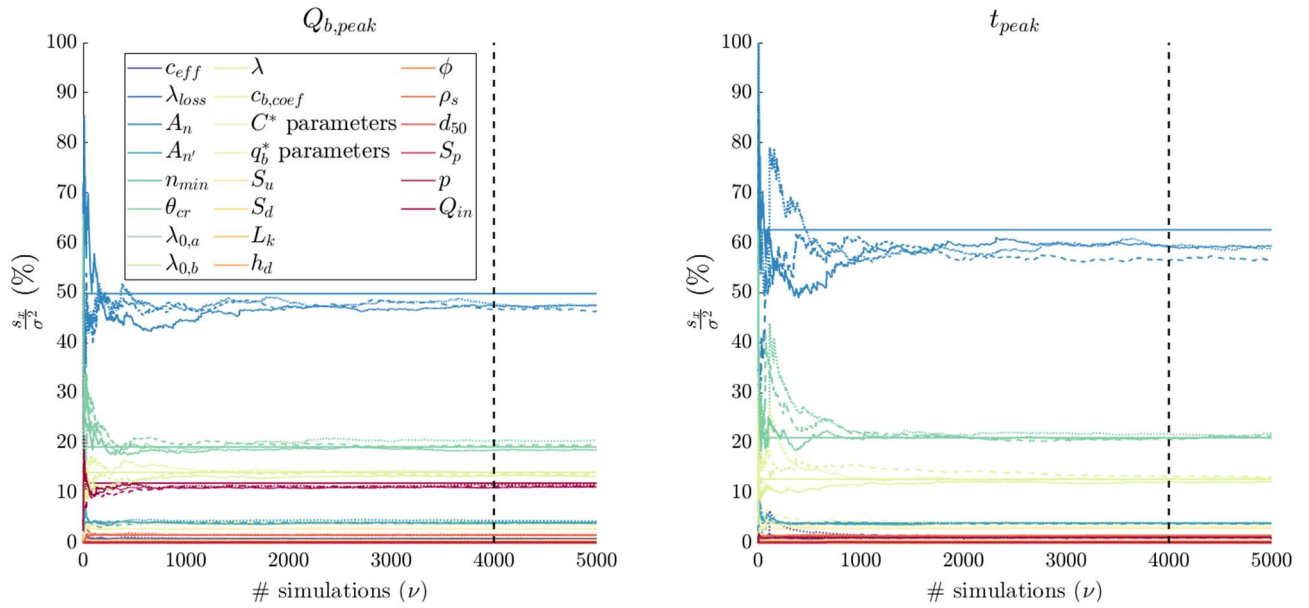 Q_{b,peak}
100
90
80
70
60
50
40
30
20
10
0
s_x/σ² (%)
c_{eff}
λ_{loss}
A_n
A_{n'}
n_{min}
θ_{cr}
λ_{0,a}
λ_{0,b}
λ
c_{b,coef}
C* parameters
q_b* parameters
S_u
S_d
L_k
h_d
ϕ
ρ_s
d_{50}
S_p
p
Q_{in}
0 1000 2000 3000 4000 5000
# simulations (ν)
t_{peak}
100
90
80
70
60
50
40
30
20
10
0
s_x/σ² (%)
0 1000 2000 3000 4000 5000
# simulations (ν)